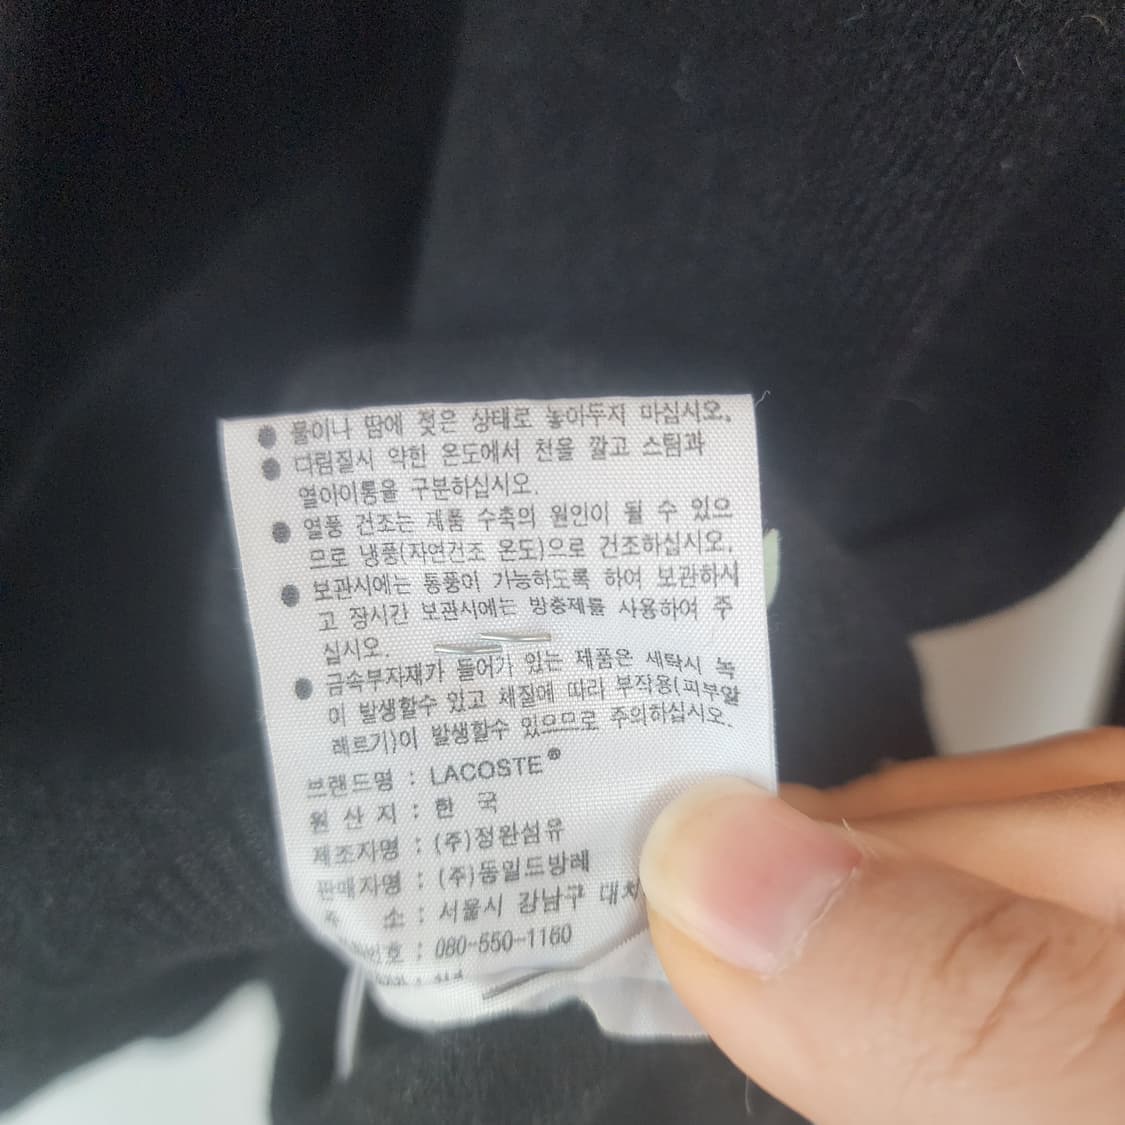 ● 물이나 땀에 젖은 상태로 놓아두지 마십시오.
● 다림질시 약한 온도에서 천을 깔고 스팀과
열아이롱을 구분하십시오.
● 열풍 건조는 제품 수축의 원인이 될 수 있으
므로 냉풍(자연건조 온도)으로 건조하십시오.
● 보관시에는 통풍이 가능하도록 하여 보관하시
고 장시간 보관시에는 방충제를 사용하여 주
십시오.
● 금속부자재가 들어가 있는 제품은 세탁시 녹
이 발생할수 있고 체질에 따라 부작용(피부알
레르기)이 발생할수 있으므로 주의하십시오.
브랜드명 : LACOSTE®
원 산 지 : 한 국
제조자명 : (주)정완섬유
판매자명 : (주)동일드방레
주 소 : 서울시 강남구 대치
번호 : 080-550-1160